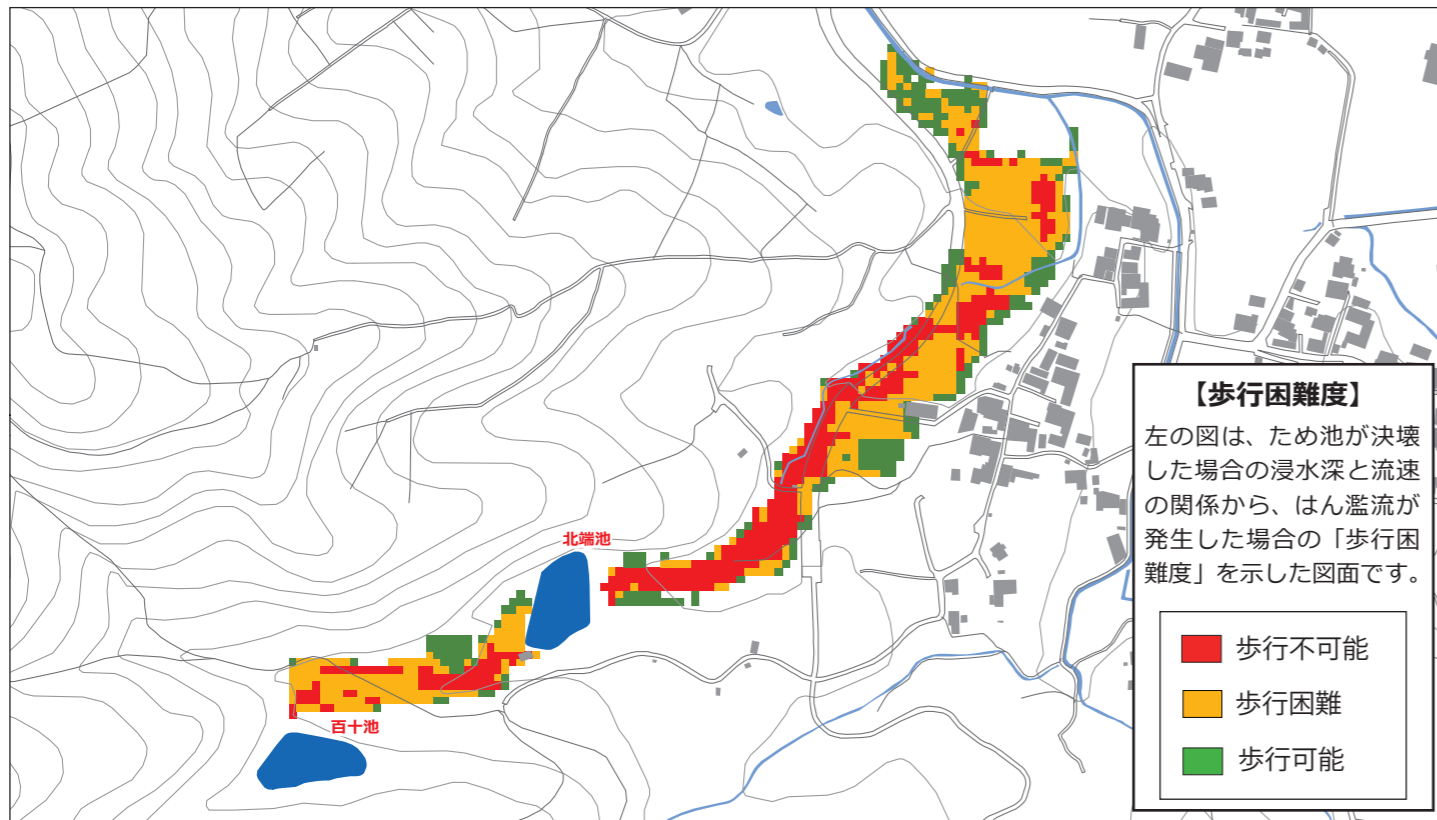 北端池
百十池
【歩行困難度】
左の図は、ため池が決壊
した場合の浸水深と流速
の関係から、はん濫流が
発生した場合の「歩行困
難度」を示した図面です。
歩行不可能
歩行困難
歩行可能